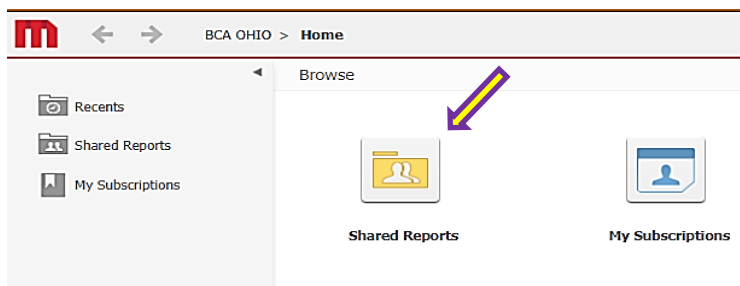 BCA OHIO > Home
Browse
Recents
Shared Reports
My Subscriptions
Shared Reports
My Subscriptions